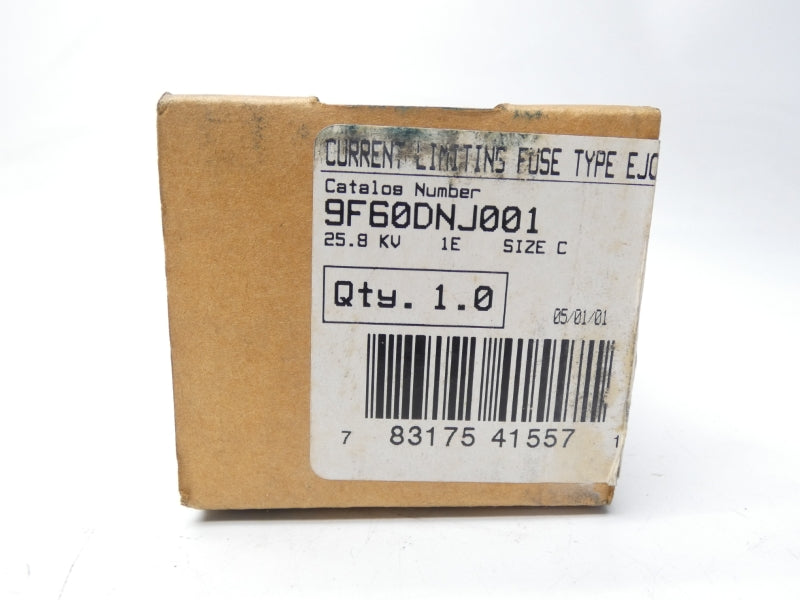 CURRENT LIMITING FUSE TYPE EJO
Catalog Number
9F60DNJ001
25.8 KV 1E SIZE C
Qty. 1.0
05/01/01
7 83175 41557 1